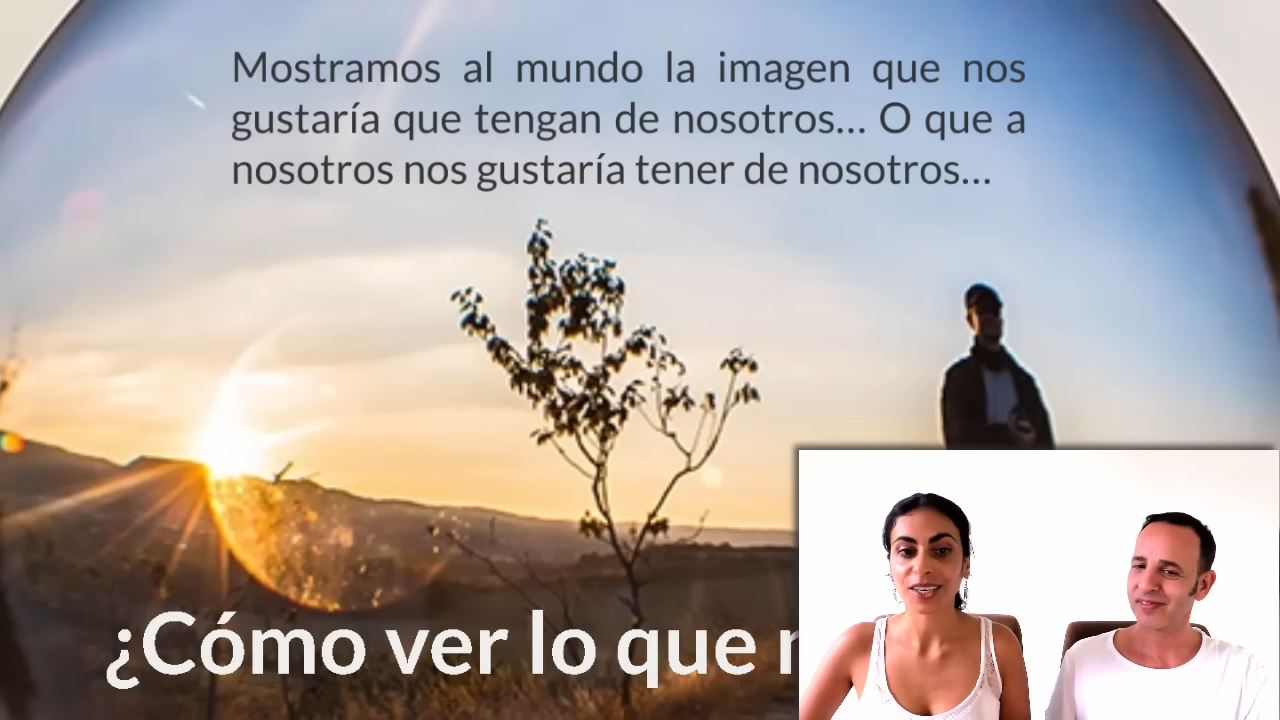 Mostramos al mundo la imagen que nos
gustaría que tengan de nosotros... O que a
nosotros nos gustaría tener de nosotros...
¿Cómo ver lo que